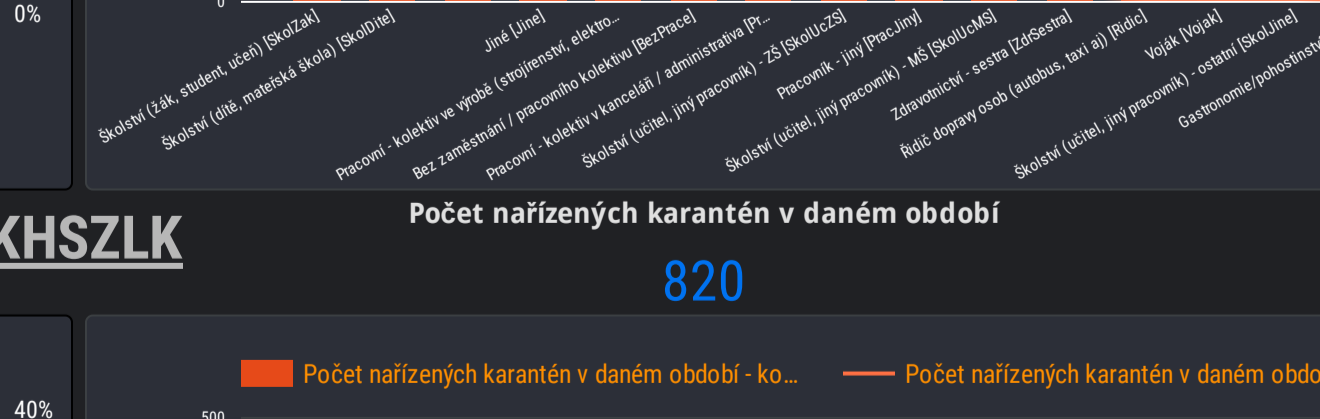 0%
0
Školství (žák, student, učeň) [SkolZak]
Školství (dítě, mateřská škola) [SkolDite]
Jiné [Jine]
Pracovní - kolektiv ve výrobě (strojírenství, elektro...
Bez zaměstnání / pracovního kolektivu [BezPrace]
Pracovní - kolektiv v kanceláři / administrativa [Pr...
Školství (učitel, jiný pracovník) - ZŠ [SkolUcZS]
Pracovník - jiný [PracJiny]
Školství (učitel, jiný pracovník) - MŠ [SkolUcMS]
Zdravotnictví - sestra [ZdrSestra]
Řidič dopravy osob (autobus, taxi aj) [Ridic]
Voják [Vojak]
Školství (učitel, jiný pracovník) - ostatní [SkolJine]
Gastronomie/pohostinství
KHSZLK
Počet nařízených karantén v daném období
820
Počet nařízených karantén v daném období - ko...
Počet nařízených karantén v daném obdo
40%
500